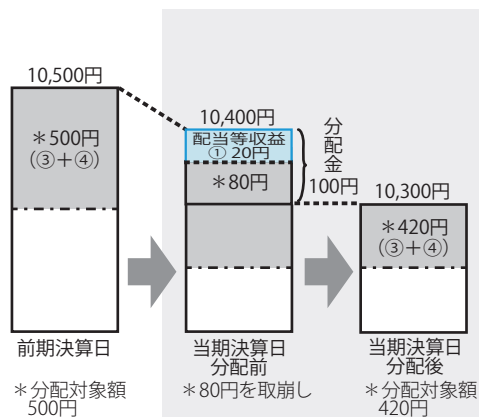 10,500円
＊500円
(③＋④)
前期決算日
＊分配対象額
500円
10,400円
配当等収益
① 20円
＊80円
分配金
100円
当期決算日
分配前
＊80円を取崩し
10,300円
＊420円
(③＋④)
当期決算日
分配後
＊分配対象額
420円